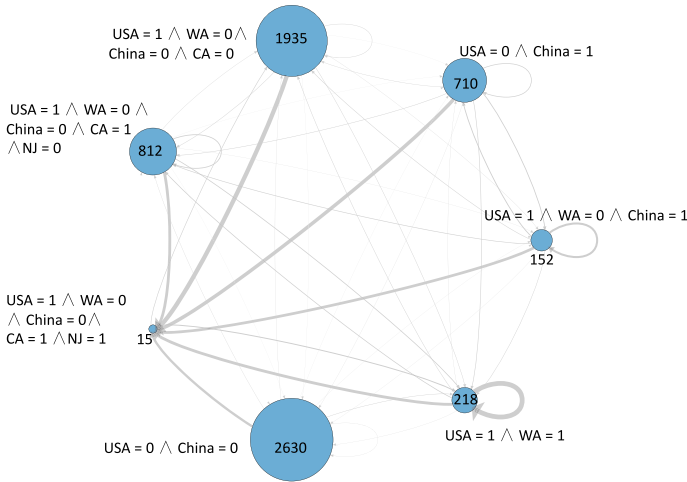 USA = 1 ∧ WA = 0 ∧
China = 0 ∧ CA = 0
1935
USA = 0 ∧ China = 1
710
USA = 1 ∧ WA = 0 ∧
China = 0 ∧ CA = 1
∧ NJ = 0
812
USA = 1 ∧ WA = 0 ∧ China = 1
152
USA = 1 ∧ WA = 0
∧ China = 0 ∧
CA = 1 ∧ NJ = 1
15
218
USA = 1 ∧ WA = 1
USA = 0 ∧ China = 0
2630